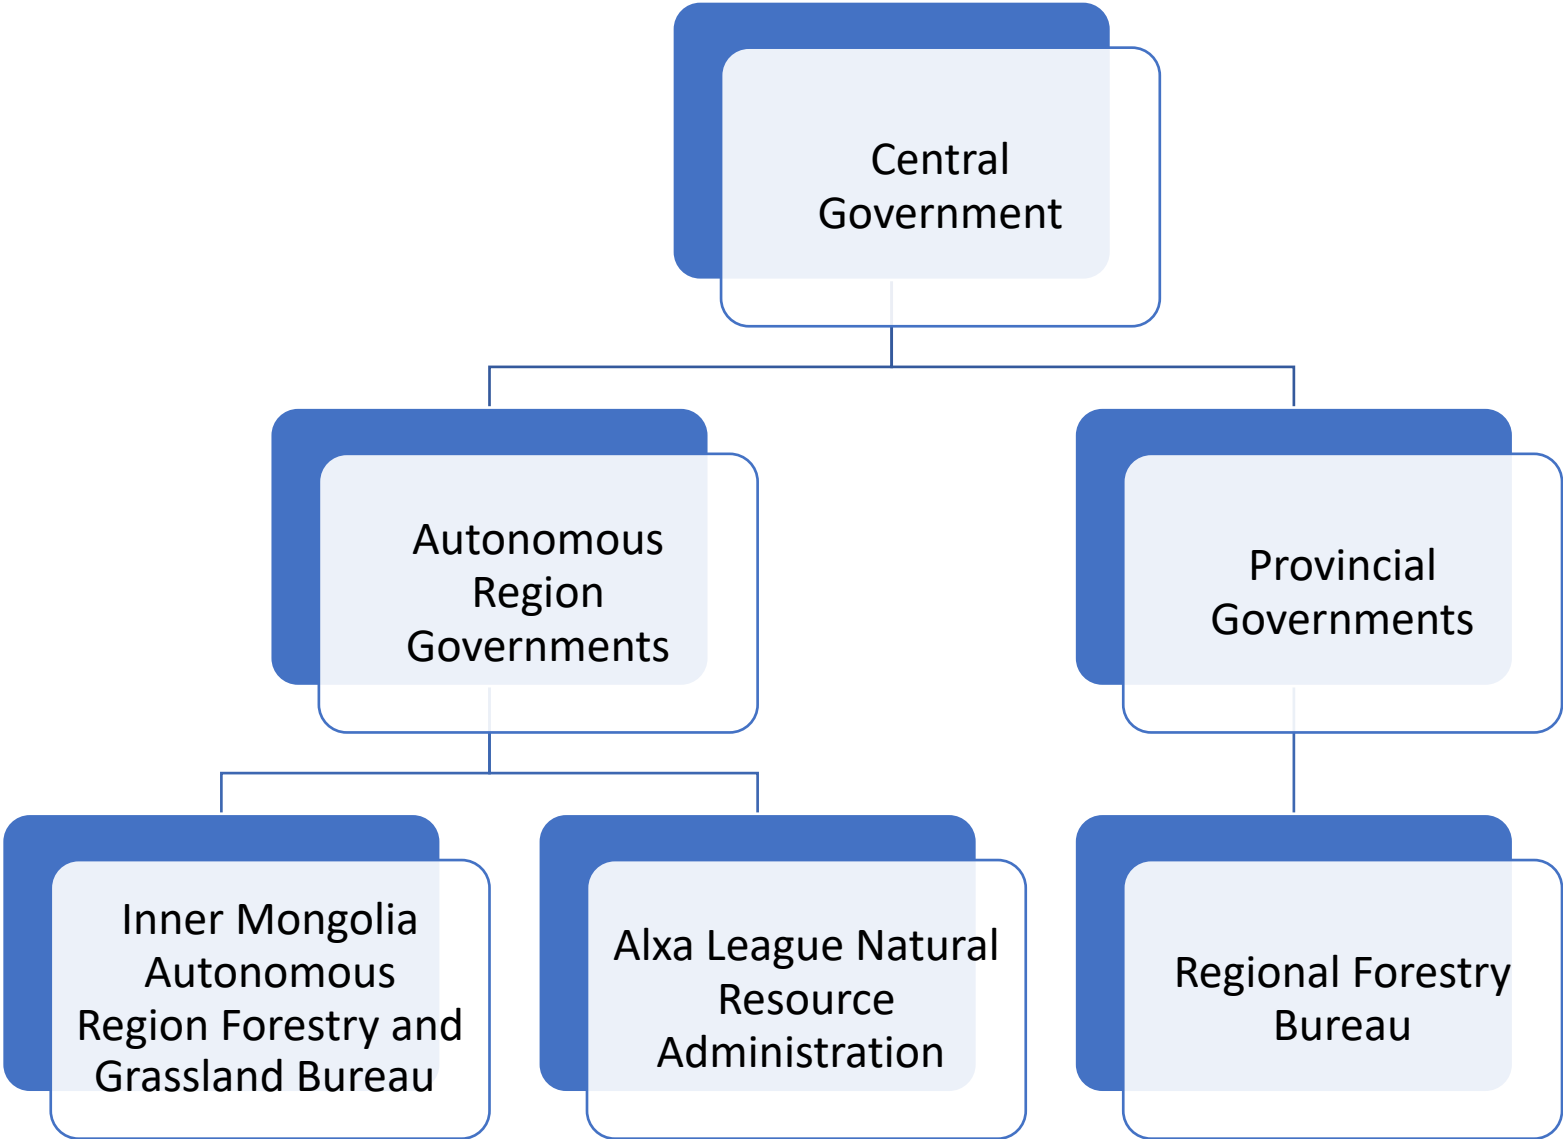 Central
Government
Autonomous
Region
Governments
Provincial
Governments
Inner Mongolia
Autonomous
Region Forestry and
Grassland Bureau
Alxa League Natural
Resource
Administration
Regional Forestry
Bureau